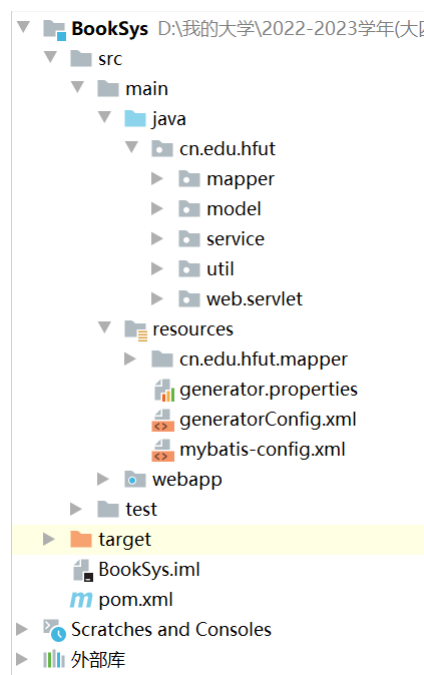 BookSys D:\我的大学\2022-2023学年(大四
src
main
java
cn.edu.hfut
mapper
model
service
util
web.servlet
resources
cn.edu.hfut.mapper
generator.properties
generatorConfig.xml
mybatis-config.xml
webapp
test
target
BookSys.iml
pom.xml
Scratches and Consoles
外部库